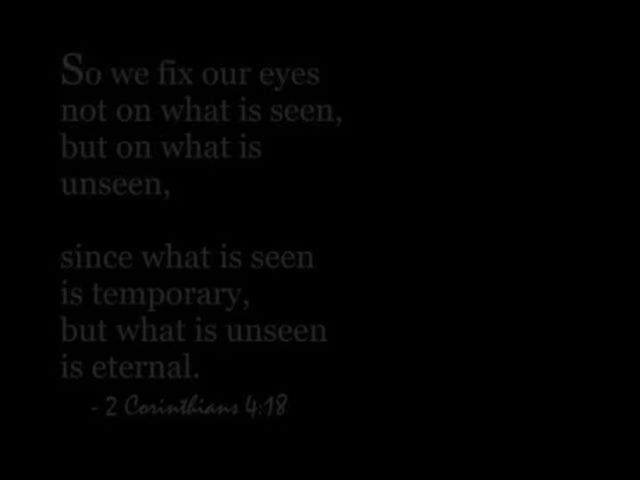 So we fix our eyes
not on what is seen,
but on what is
unseen,
since what is seen
is temporary,
but what is unseen
is eternal.
- 2 Corinthians 4:18